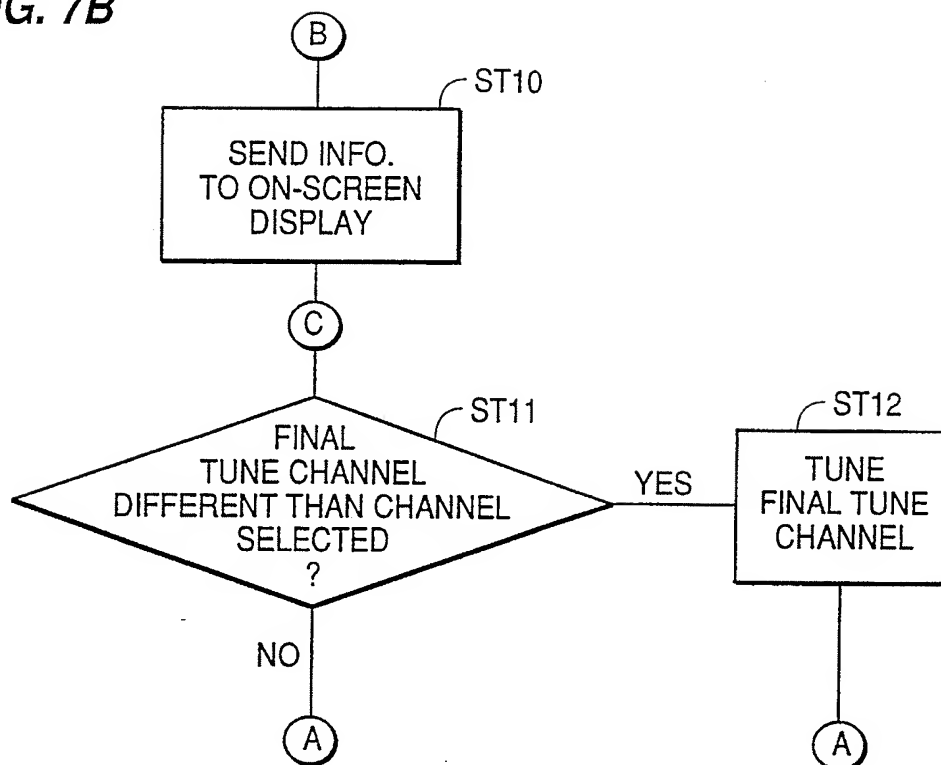 G. 7B
B
ST10
SEND INFO.
TO ON-SCREEN
DISPLAY
C
ST11
FINAL
TUNE CHANNEL
DIFFERENT THAN CHANNEL
SELECTED
?
YES
ST12
TUNE
FINAL TUNE
CHANNEL
NO
A
A